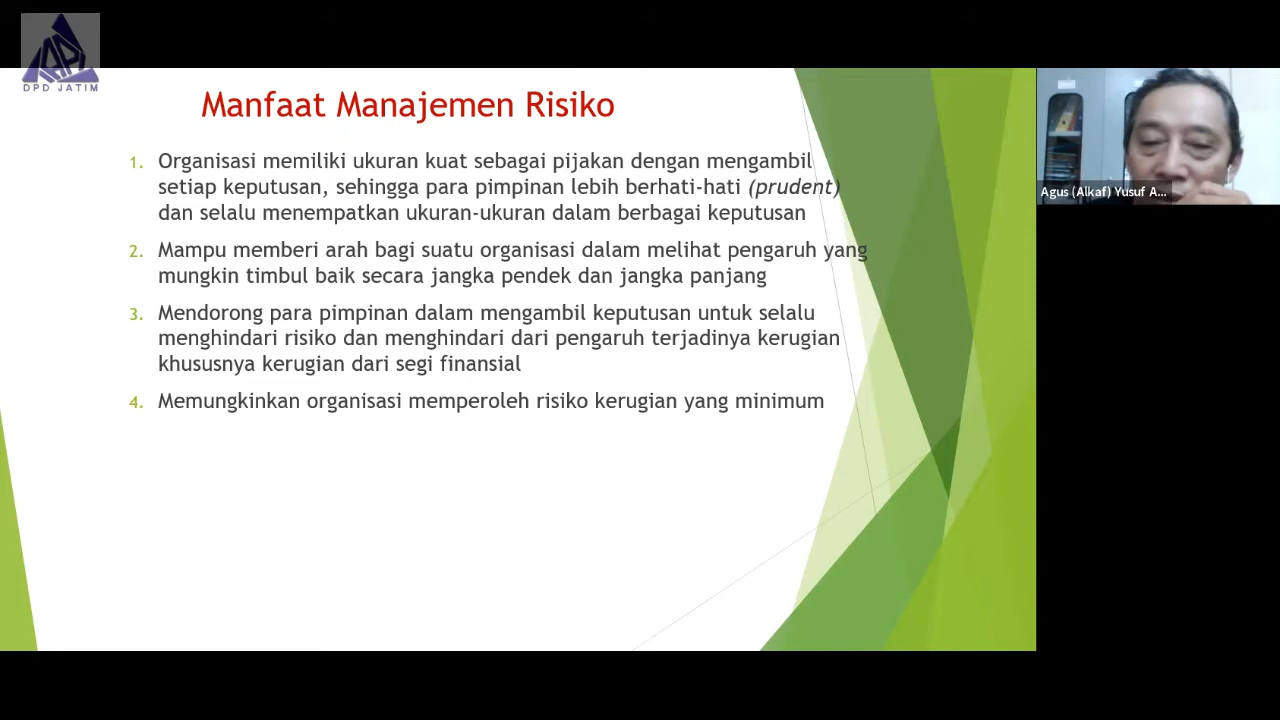 API
DPD JATIM
Manfaat Manajemen Risiko
1. Organisasi memiliki ukuran kuat sebagai pijakan dengan mengambil
setiap keputusan, sehingga para pimpinan lebih berhati-hati (prudent)
dan selalu menempatkan ukuran-ukuran dalam berbagai keputusan
2. Mampu memberi arah bagi suatu organisasi dalam melihat pengaruh yang
mungkin timbul baik secara jangka pendek dan jangka panjang
3. Mendorong para pimpinan dalam mengambil keputusan untuk selalu
menghindari risiko dan menghindari dari pengaruh terjadinya kerugian
khususnya kerugian dari segi finansial
4. Memungkinkan organisasi memperoleh risiko kerugian yang minimum
Agus (Alkaf) Yusuf A...